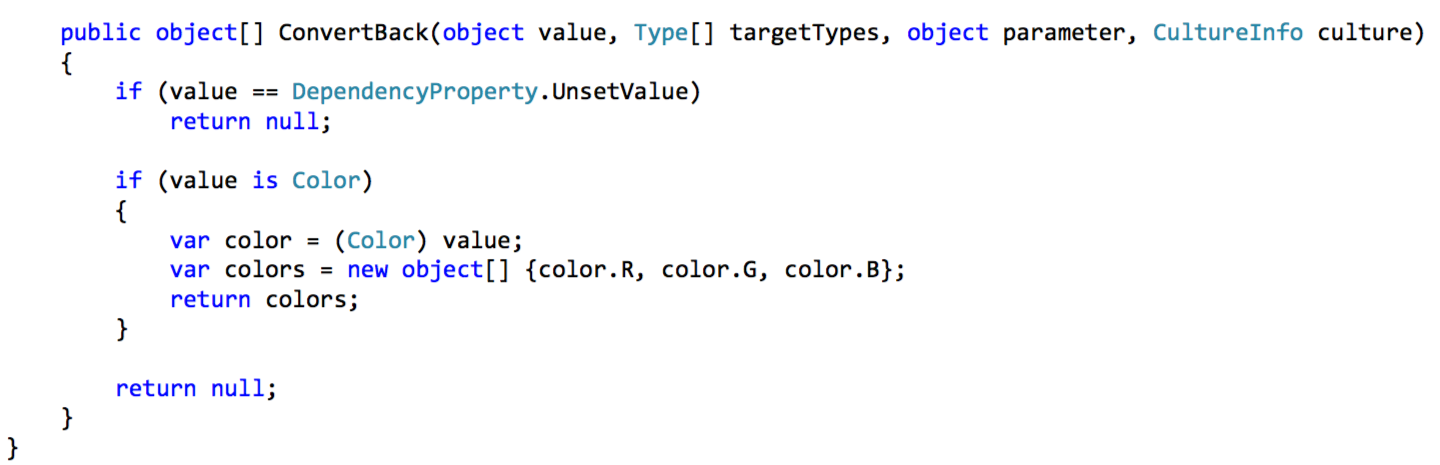 public object[] ConvertBack(object value, Type[] targetTypes, object parameter, CultureInfo culture)
{
if (value == DependencyProperty.UnsetValue)
return null;
if (value is Color)
{
var color = (Color) value;
var colors = new object[] {color.R, color.G, color.B};
return colors;
}
return null;
}
}